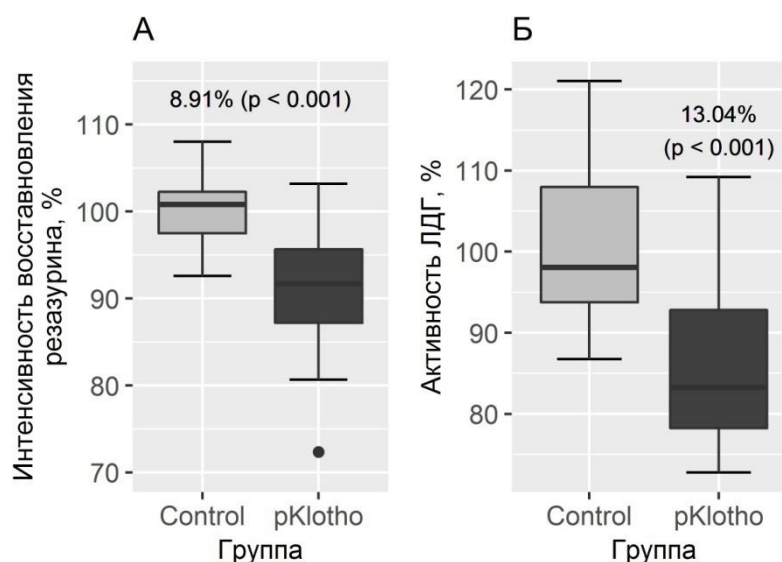 А
Интенсивность восставновления
резазурина, %
8.91% (p < 0.001)
110
100
90
80
70
Control pKlotho
Группа
Б
Активность ЛДГ, %
13.04%
(p < 0.001)
120
110
100
90
80
Control pKlotho
Группа